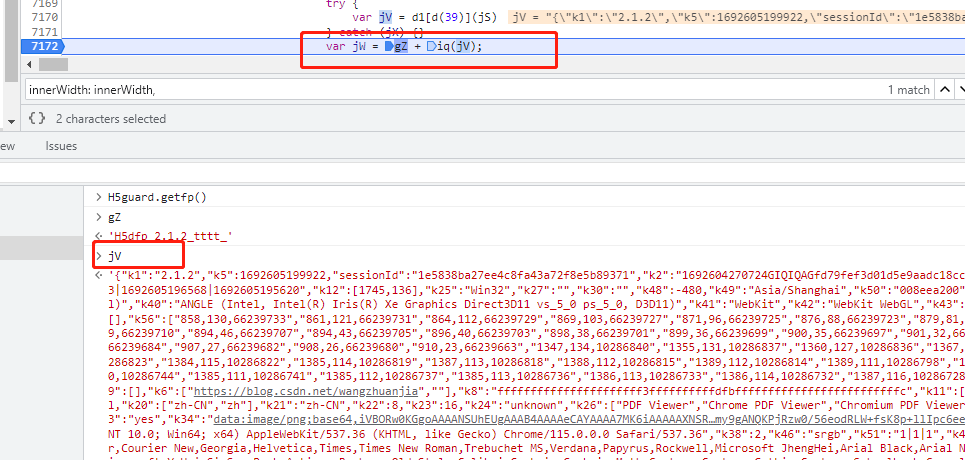 7169 try {
7170 var jV = d1[d(39)](jS) jV = "{\"k1\":\"2.1.2\",\"k5\":1692605199922,\"sessionId\":\"1e5838ba
7171 } catch (jX) {}
7172 var jW = gZ + iq(jV);
innerWidth: innerWidth, 1 match
{} 2 characters selected
ew Issues
> H5guard.getfp()
> gZ
'H5dfp_2.1.2_tttt_'
> jV
'{"k1":"2.1.2","k5":1692605199922,"sessionId":"1e5838ba27ee4c8fa43a72f8e5b89371","k2":"1692604270724GIQIQAGfd79fef3d01d5e9aadc18cc
3|1692605196568|1692605195620","k12":[1745,136],"k25":"Win32","k27":"","k30":"","k48":-480,"k49":"Asia/Shanghai","k50":"008eea200"
l)","k40":"ANGLE (Intel, Intel(R) Iris(R) Xe Graphics Direct3D11 vs_5_0 ps_5_0, D3D11)","k41":"WebKit","k42":"WebKit WebGL","k43":
[],"k56":["858,130,66239733","861,121,66239731","864,112,66239729","869,103,66239727","871,96,66239725","876,88,66239723","879,81,
9,66239710","894,46,66239707","894,43,66239705","896,40,66239703","898,38,66239701","899,36,66239699","900,35,66239697","901,32,66
66239684","907,27,66239682","908,26,66239680","910,23,66239663","1347,134,10286840","1355,131,10286837","1360,127,10286836","1367,
286823","1384,115,10286822","1385,114,10286819","1387,113,10286818","1388,112,10286815","1389,112,10286814","1389,111,10286798","1
0,10286744","1385,111,10286741","1385,112,10286737","1385,113,10286736","1386,113,10286733","1386,114,10286732","1387,116,10286728
9":[],"k6":["https://blog.csdn.net/wangzhuanjia",""],"k8":"ffffffffffffffffffffffffffffffffffdfbfffffffffffffffffffffffffc","k11":[
l,"k20":["zh-CN","zh"],"k21":"zh-CN","k22":8,"k23":16,"k24":"unknown","k26":["PDF Viewer","Chrome PDF Viewer","Chromium PDF Viewer
3":"yes","k34":"data:image/png;base64,iVBORw0KGgoAAAANSUhEUgAAAB4AAAAeCAYAAAA7MK6iAAAAAXNSR…my9gANQKPjRzw0/56eodRLW+fsK8p+lIIpc6ee
NT 10.0; Win64; x64) AppleWebKit/537.36 (KHTML, like Gecko) Chrome/115.0.0.0 Safari/537.36","k38":2,"k46":"srgb","k51":"1|1|1","k4
r,Courier New,Georgia,Helvetica,Times,Times New Roman,Trebuchet MS,Verdana,Papyrus,Rockwell,Microsoft JhengHei,Arial Black,Arial N